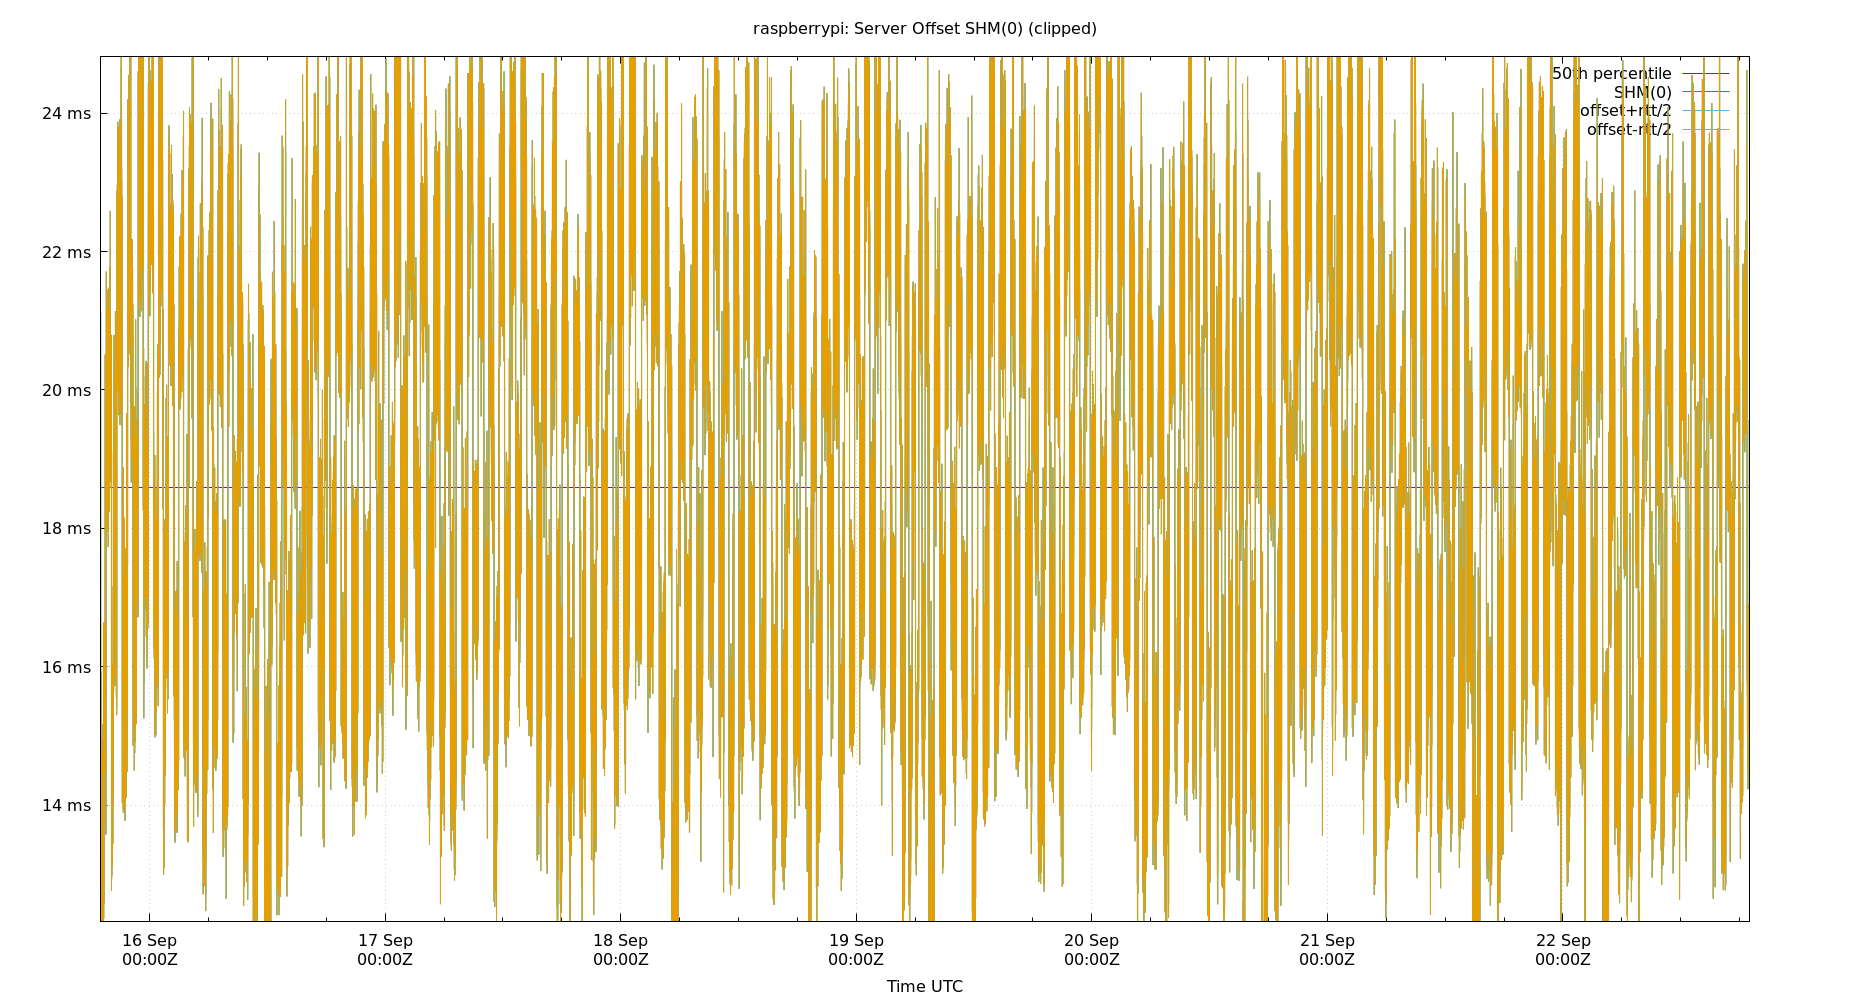 raspberrypi: Server Offset SHM(0) (clipped)
50th percentile
SHM(0)
offset+rtt/2
offset-rtt/2
24 ms
22 ms
20 ms
18 ms
16 ms
14 ms
16 Sep 17 Sep 18 Sep 19 Sep 20 Sep 21 Sep 22 Sep
00:00Z 00:00Z 00:00Z 00:00Z 00:00Z 00:00Z 00:00Z
Time UTC